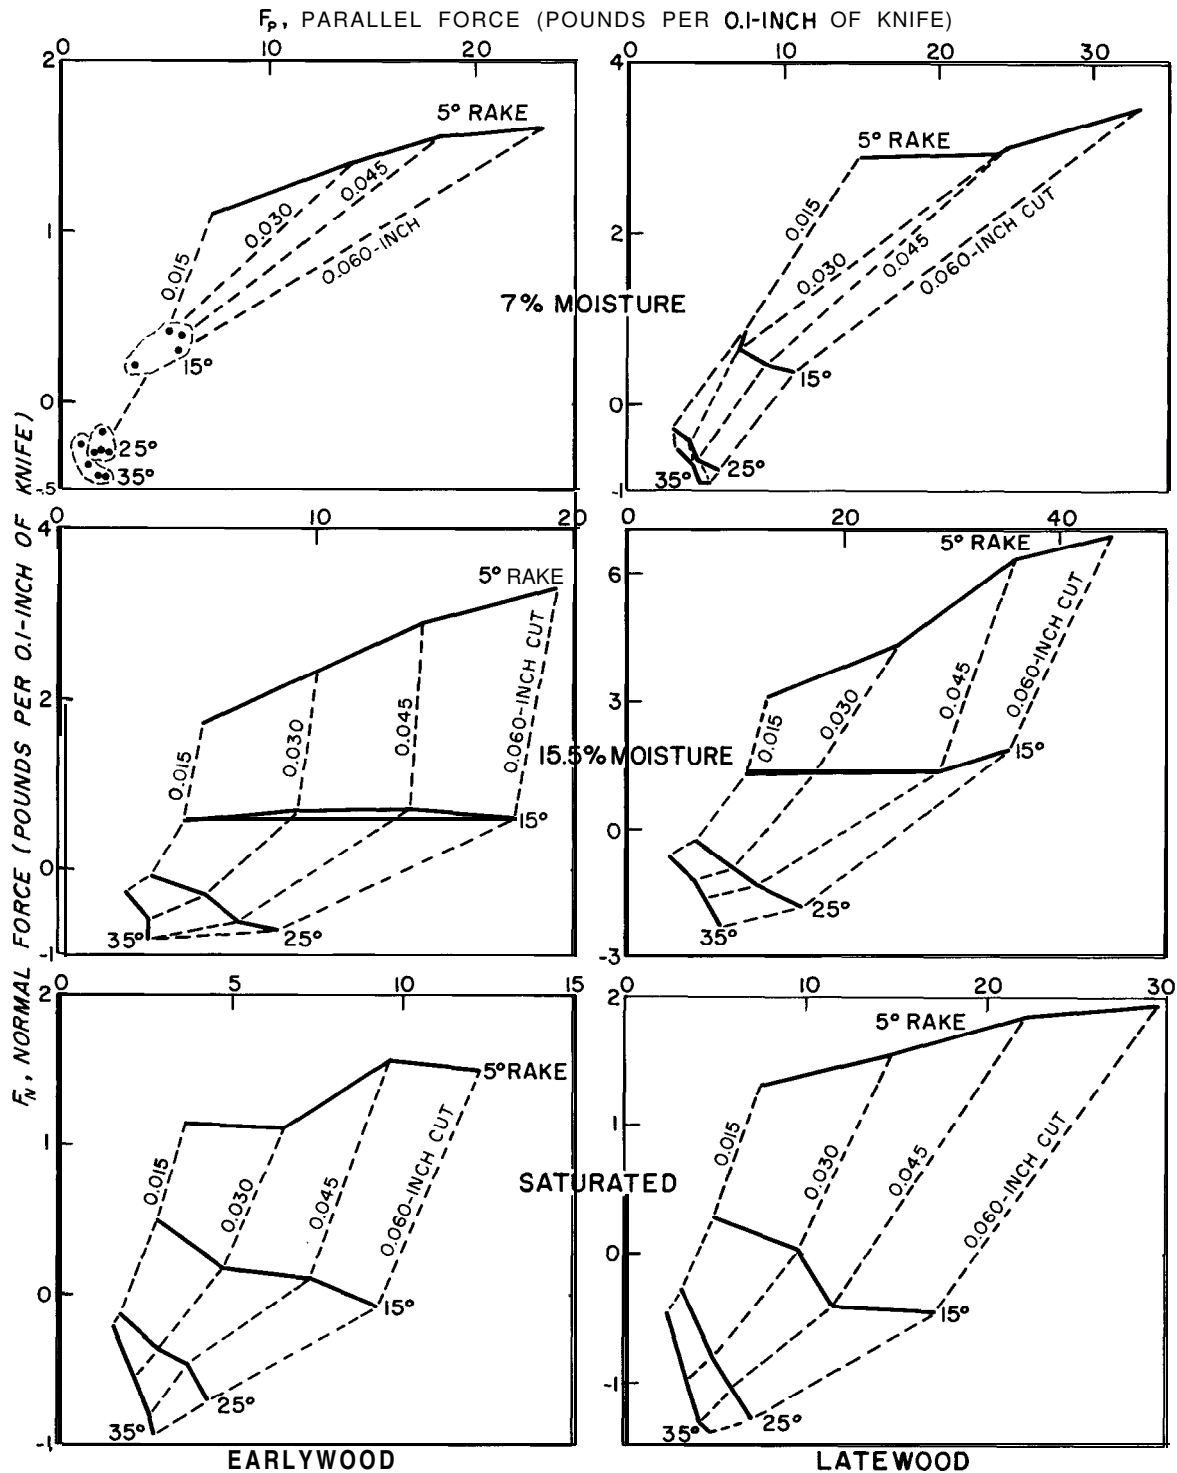 Fp, PARALLEL FORCE (POUNDS PER 0.1-INCH OF KNIFE)
FN, NORMAL FORCE (POUNDS PER 0.1-INCH OF KNIFE)
0 10 20
2
1
0
-.5
5° RAKE
0.015
0.030
0.045
0.060-INCH
15°
25°
35°
0 10 20 30
4
2
0
-1
5° RAKE
0.015
0.030
0.045
0.060-INCH CUT
15°
25°
35°
7% MOISTURE
0 10 20
4
2
0
-1
5° RAKE
0.015
0.030
0.045
0.060-INCH CUT
15°
35°
25°
0 20 40
6
3
0
-3
5° RAKE
0.015
0.030
0.045
0.060-INCH CUT
15°
25°
35°
15.5% MOISTURE
0 5 10 15
2
1
0
-1
5° RAKE
0.015
0.030
0.045
0.060-INCH CUT
15°
25°
35°
0 10 20 30
2
1
0
-1
5° RAKE
0.015
0.030
0.045
0.060-INCH CUT
15°
25°
35°
SATURATED
EARLYWOOD
LATEWOOD